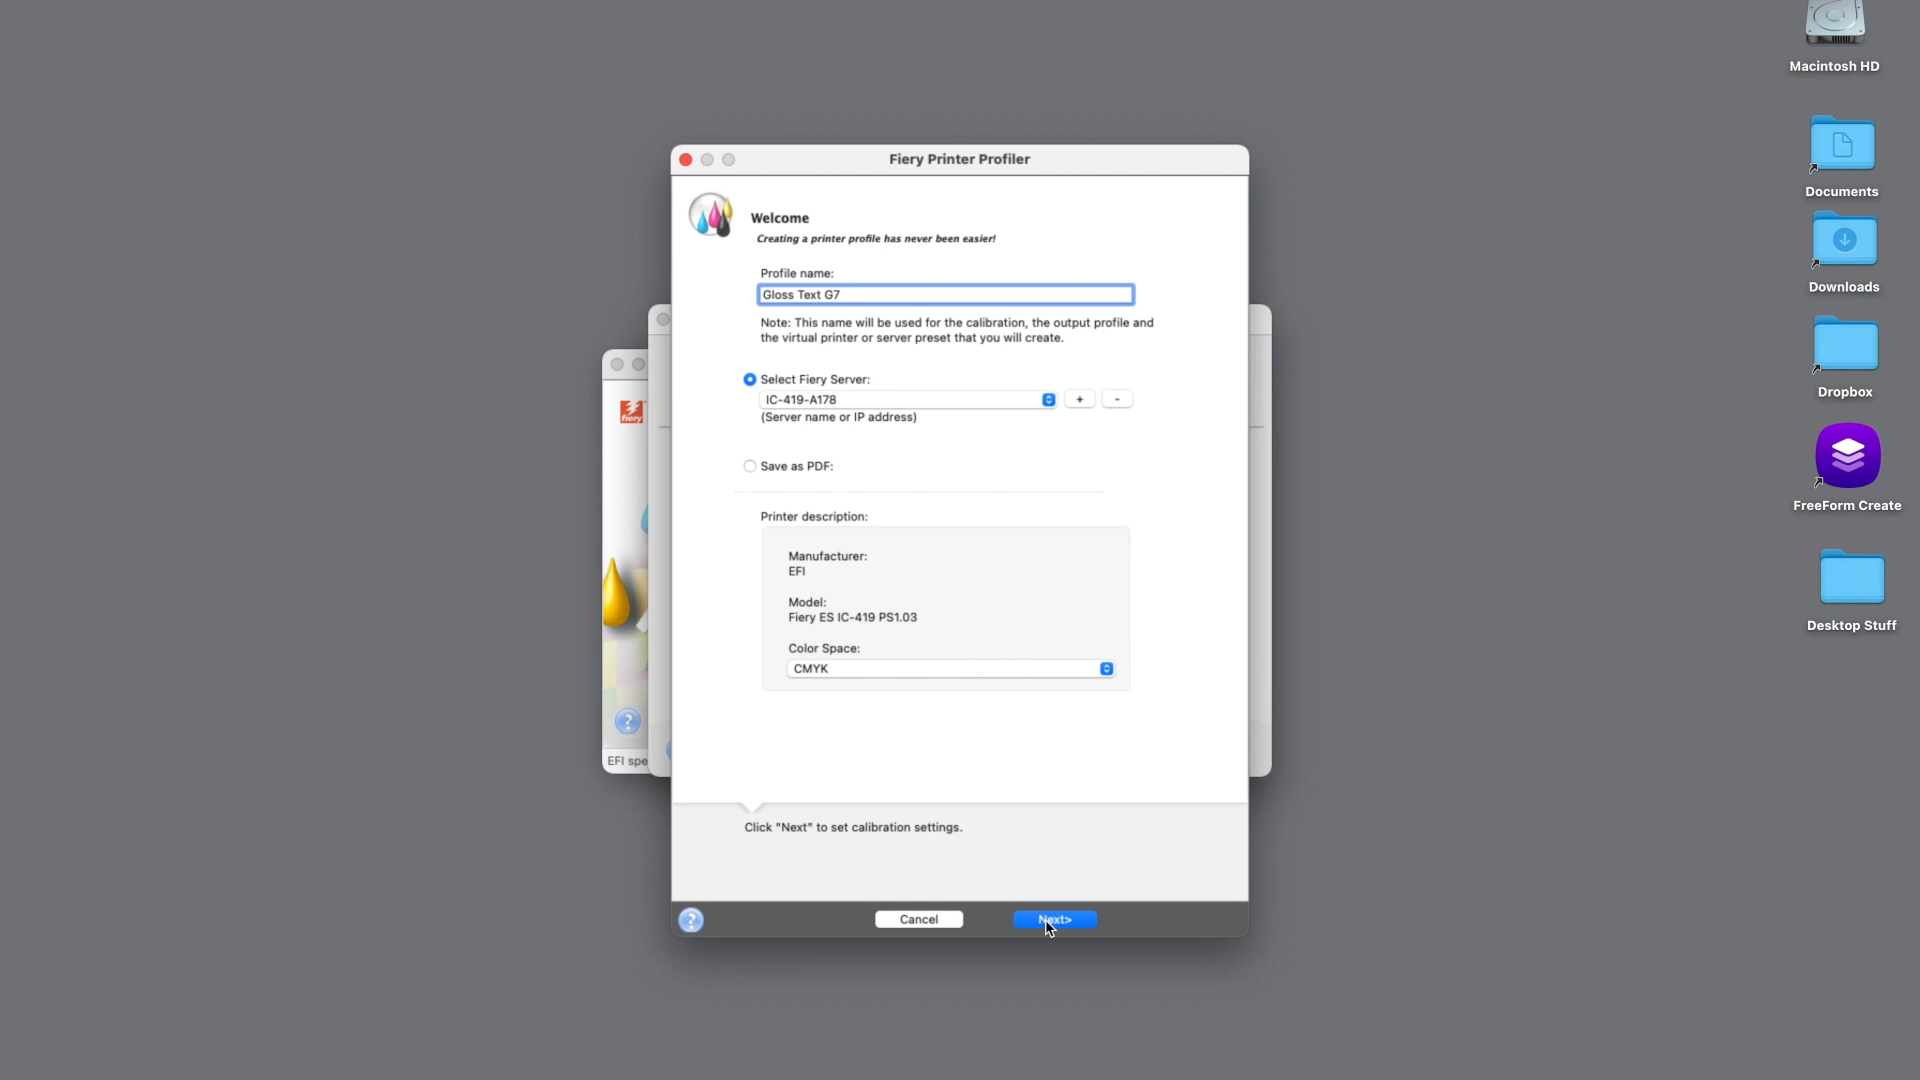 Macintosh HD
Documents
Downloads
Dropbox
FreeForm Create
Desktop Stuff
Fiery Printer Profiler
Welcome
Creating a printer profile has never been easier!
Profile name:
Gloss Text G7
Note: This name will be used for the calibration, the output profile and
the virtual printer or server preset that you will create.
Select Fiery Server:
IC-419-A178
+ -
(Server name or IP address)
Save as PDF:
Printer description:
Manufacturer:
EFI
Model:
Fiery ES IC-419 PS1.03
Color Space:
CMYK
Click "Next" to set calibration settings.
? Cancel Next>
fiery
?
EFI spe